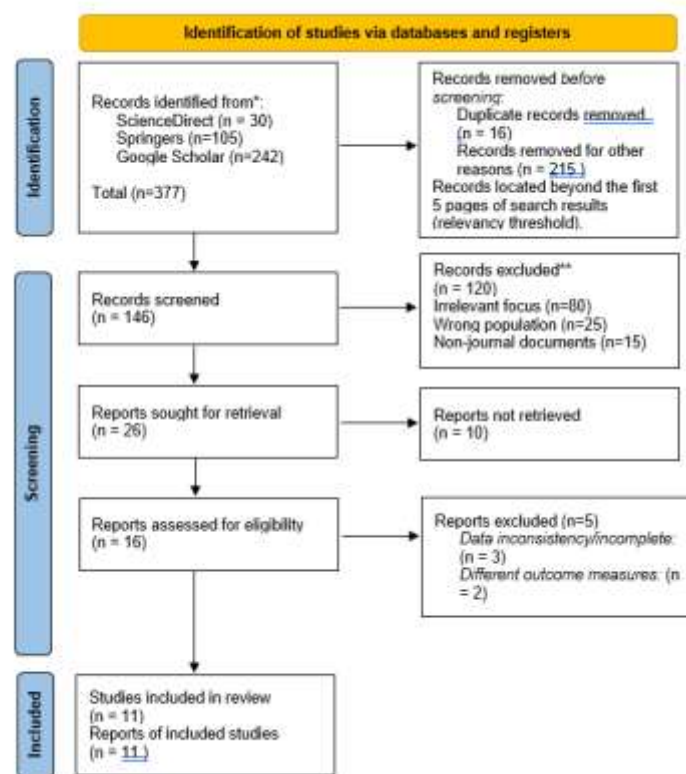 Identification of studies via databases and registers
Identification
Records identified from*:
ScienceDirect (n = 30)
Springers (n=105)
Google Scholar (n=242)
Total (n=377)
Records removed before
screening:
Duplicate records removed
(n = 16)
Records removed for other
reasons (n = 215 )
Records located beyond the first
5 pages of search results
(relevancy threshold).
Screening
Records screened
(n = 146)
Records excluded**
(n = 120)
Irrelevant focus (n=80)
Wrong population (n=25)
Non-journal documents (n=15)
Reports sought for retrieval
(n = 26)
Reports not retrieved
(n = 10)
Reports assessed for eligibility
(n = 16)
Reports excluded (n=5)
Data inconsistency/incomplete:
(n = 3)
Different outcome measures: (n
= 2)
Included
Studies included in review
(n = 11)
Reports of included studies
(n = 11 )